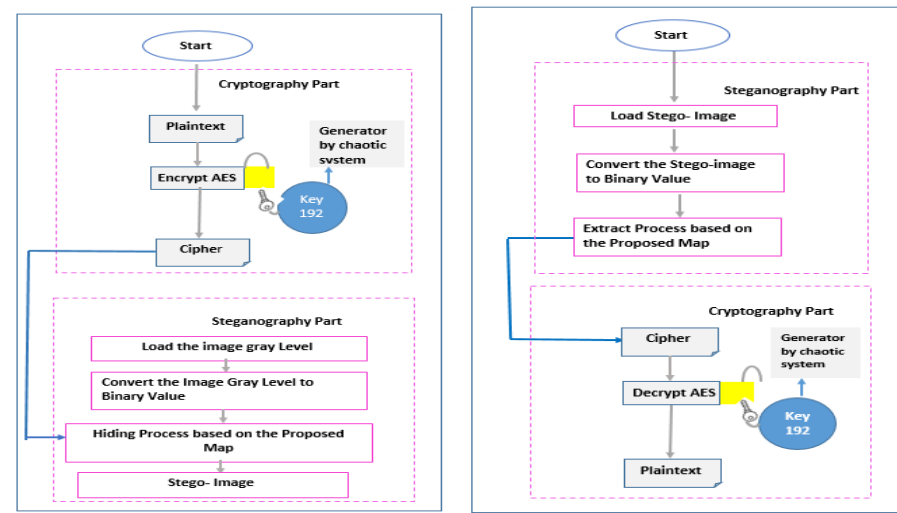 Start
Cryptography Part
Plaintext
Generator
by chaotic
system
Encrypt AES
Key
192
Cipher
Steganography Part
Load the image gray Level
Convert the Image Gray Level to
Binary Value
Hiding Process based on the Proposed
Map
Stego- Image
Start
Steganography Part
Load Stego- Image
Convert the Stego-image
to Binary Value
Extract Process based on
the Proposed Map
Cryptography Part
Cipher
Generator
by chaotic
system
Decrypt AES
Key
192
Plaintext